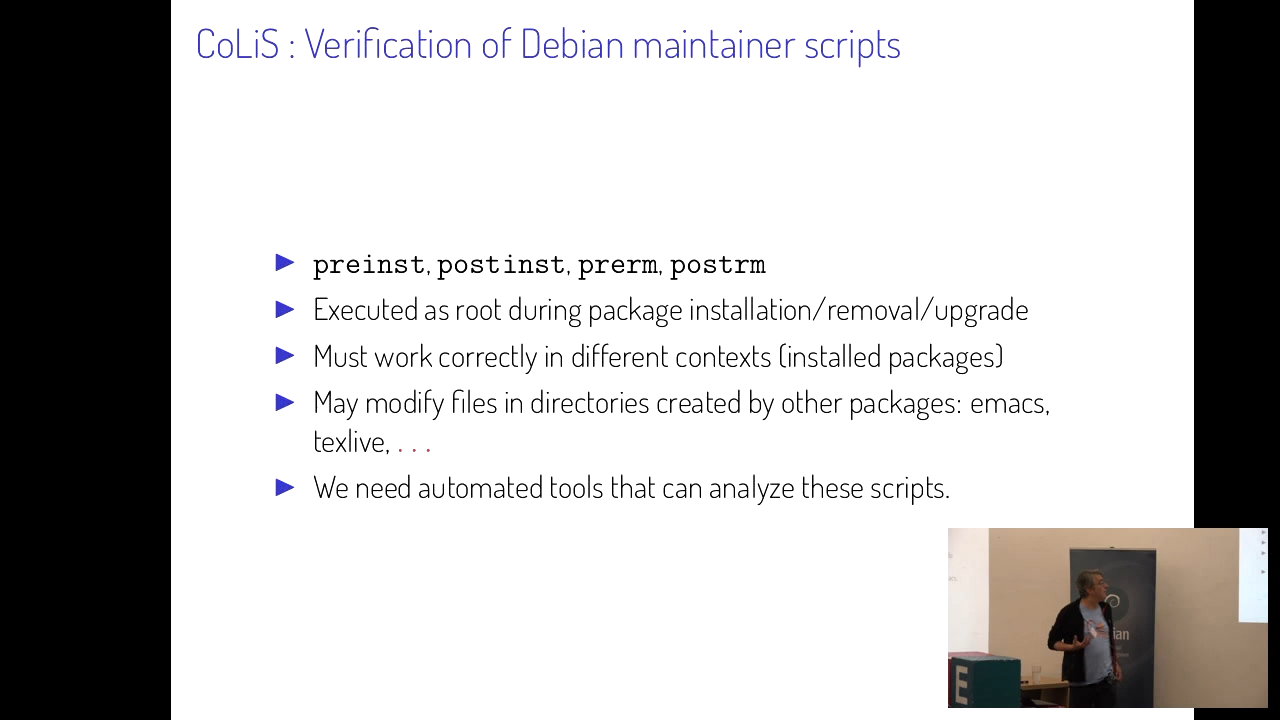 CoLiS : Verification of Debian maintainer scripts
preinst, postinst, prerm, postrm
Executed as root during package installation/removal/upgrade
Must work correctly in different contexts (installed packages)
May modify files in directories created by other packages: emacs,
texlive, . . .
We need automated tools that can analyze these scripts.
ian
E